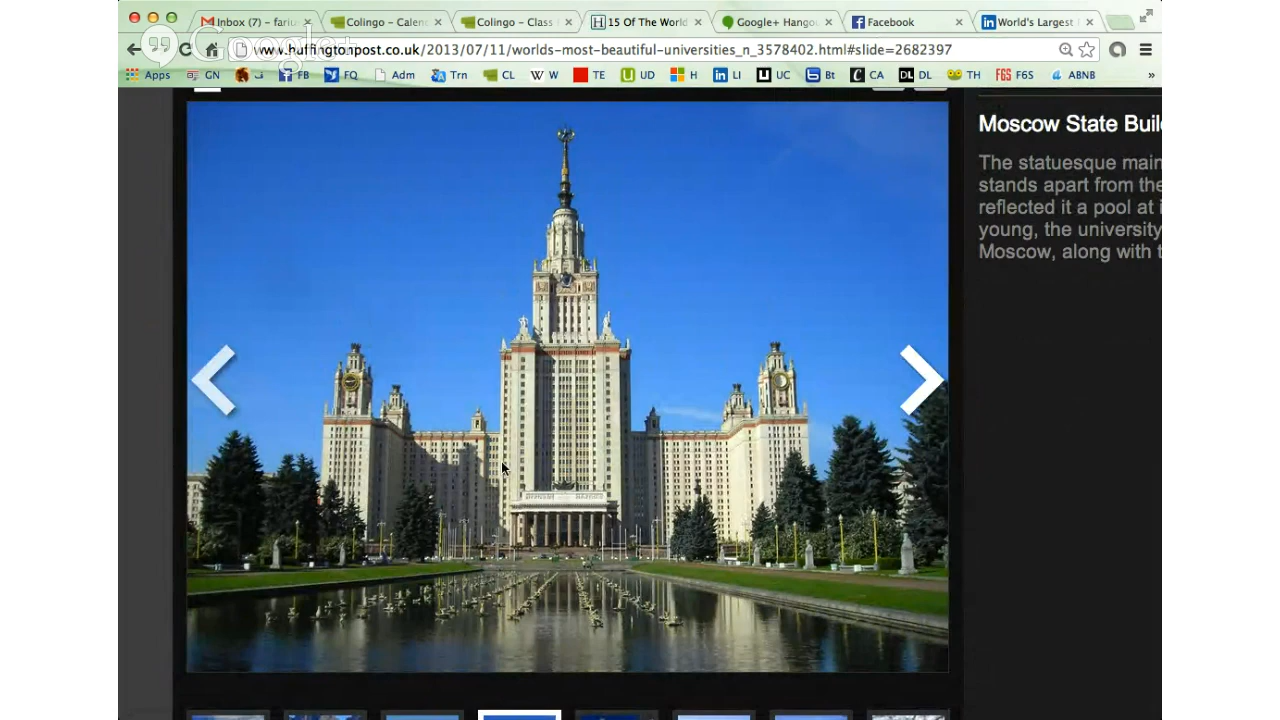 Inbox (7) – fariu
Colingo – Calen
Colingo – Class
15 Of The World
Google+ Hango
Facebook
World's Largest
Google+
www.huffingtonpost.co.uk/2013/07/11/worlds-most-beautiful-universities_n_3578402.html#slide=2682397
Apps GN ق FB FQ Adm Trn CL W W TE UD H LI UC Bt CA DL DL TH F6S F6S ABNB »
Moscow State Buil
The statuesque main
stands apart from the
reflected it a pool at i
young, the university
Moscow, along with t